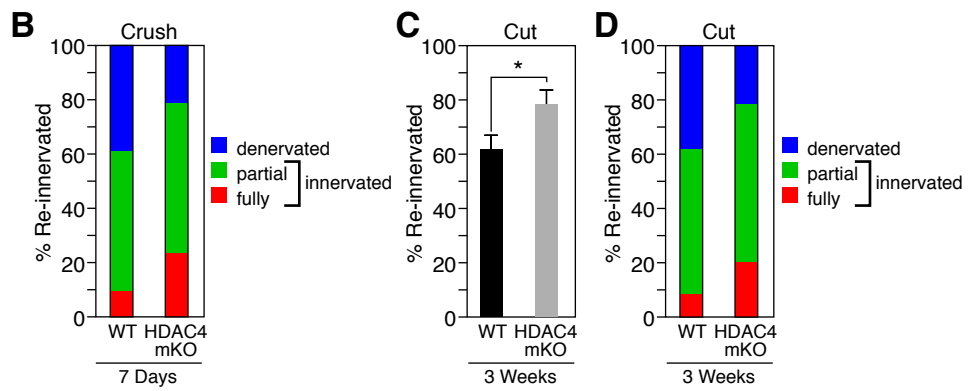 B
Crush
% Re-innervated
100
80
60
40
20
0
WT
HDAC4
mKO
7 Days
denervated
partial
fully
innervated
C
Cut
% Re-innervated
100
80
60
40
20
0
*
WT
HDAC4
mKO
3 Weeks
D
Cut
% Re-innervated
100
80
60
40
20
0
WT
HDAC4
mKO
3 Weeks
denervated
partial
fully
innervated